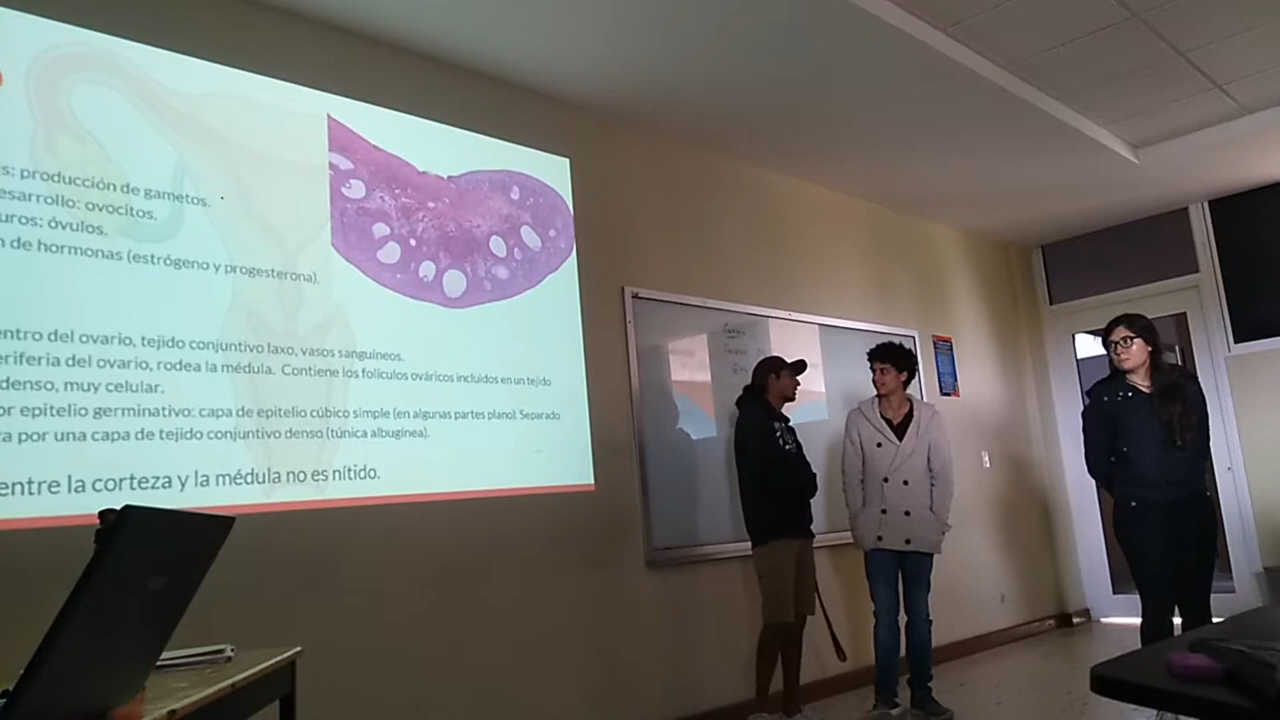 s: producción de gametos.
esarrollo: ovocitos.
uros: óvulos.
n de hormonas (estrógeno y progesterona).
entro del ovario, tejido conjuntivo laxo, vasos sanguíneos.
eriferia del ovario, rodea la médula. Contiene los folículos ováricos incluidos en un tejido
denso, muy celular.
or epitelio germinativo: capa de epitelio cúbico simple (en algunas partes plano). Separado
a por una capa de tejido conjuntivo denso (túnica albugínea).
entre la corteza y la médula no es nítido.